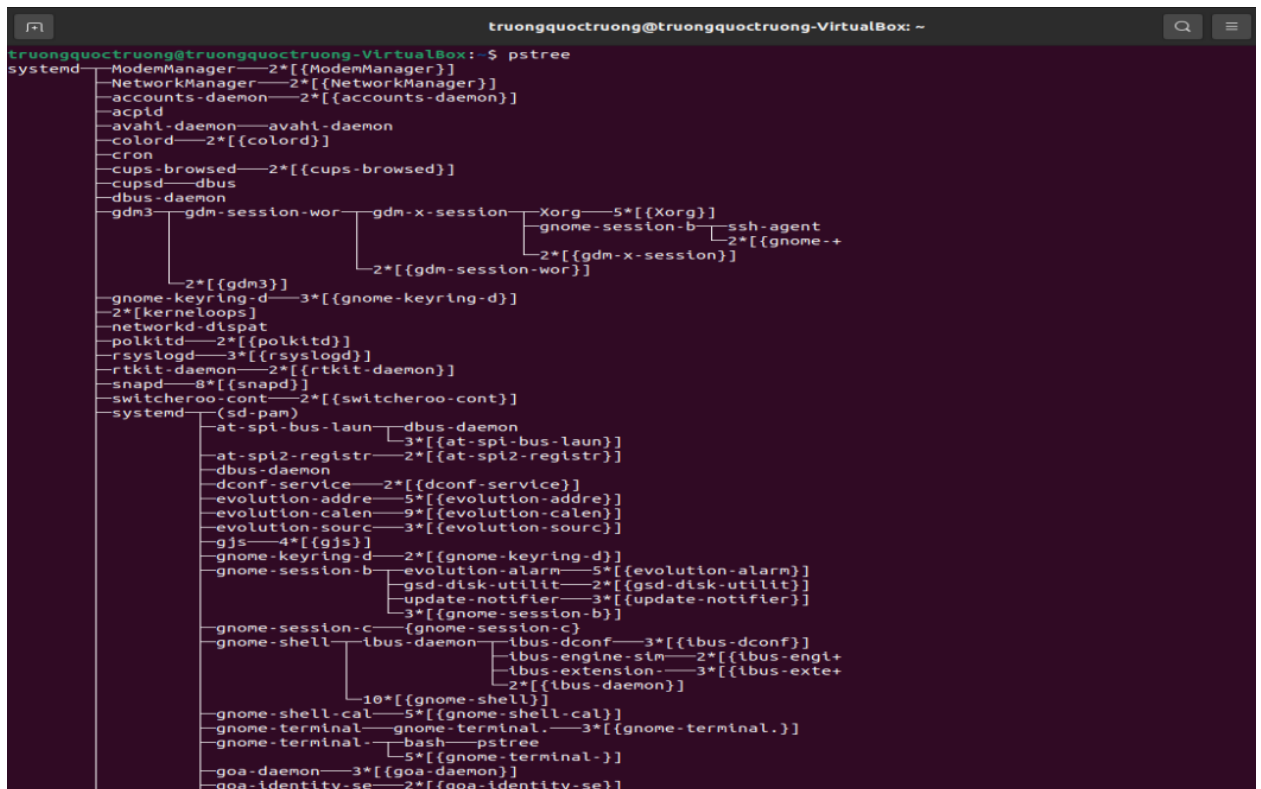 truongquoctruong@truongquoctruong-VirtualBox: ~
truongquoctruong@truongquoctruong-VirtualBox:~$ pstree
systemd─┬─ModemManager───2*[{ModemManager}]
        ├─NetworkManager───2*[{NetworkManager}]
        ├─accounts-daemon───2*[{accounts-daemon}]
        ├─acpid
        ├─avahi-daemon───avahi-daemon
        ├─colord───2*[{colord}]
        ├─cron
        ├─cups-browsed───2*[{cups-browsed}]
        ├─cupsd───dbus
        ├─dbus-daemon
        ├─gdm3─┬─gdm-session-wor─┬─gdm-x-session─┬─Xorg───5*[{Xorg}]
        │      │                 │               ├─gnome-session-b─┬─ssh-agent
        │      │                 │               │                 └─2*[{gnome-+
        │      │                 │               └─2*[{gdm-x-session}]
        │      │                 └─2*[{gdm-session-wor}]
        │      └─2*[{gdm3}]
        ├─gnome-keyring-d───3*[{gnome-keyring-d}]
        ├─2*[kerneloops]
        ├─networkd-dispat
        ├─polkitd───2*[{polkitd}]
        ├─rsyslogd───3*[{rsyslogd}]
        ├─rtkit-daemon───2*[{rtkit-daemon}]
        ├─snapd───8*[{snapd}]
        ├─switcheroo-cont───2*[{switcheroo-cont}]
        ├─systemd─┬─(sd-pam)
        │         ├─at-spi-bus-laun─┬─dbus-daemon
        │         │                 └─3*[{at-spi-bus-laun}]
        │         ├─at-spi2-registr───2*[{at-spi2-registr}]
        │         ├─dbus-daemon
        │         ├─dconf-service───2*[{dconf-service}]
        │         ├─evolution-addre───5*[{evolution-addre}]
        │         ├─evolution-calen───9*[{evolution-calen}]
        │         ├─evolution-sourc───3*[{evolution-sourc}]
        │         ├─gjs───4*[{gjs}]
        │         ├─gnome-keyring-d───2*[{gnome-keyring-d}]
        │         ├─gnome-session-b─┬─evolution-alarm───5*[{evolution-alarm}]
        │         │                 ├─gsd-disk-utilit───2*[{gsd-disk-utilit}]
        │         │                 ├─update-notifier───3*[{update-notifier}]
        │         │                 └─3*[{gnome-session-b}]
        │         ├─gnome-session-c───{gnome-session-c}
        │         ├─gnome-shell─┬─ibus-daemon─┬─ibus-dconf───3*[{ibus-dconf}]
        │         │             │             ├─ibus-engine-sim───2*[{ibus-engi+
        │         │             │             ├─ibus-extension-───3*[{ibus-exte+
        │         │             │             └─2*[{ibus-daemon}]
        │         │             └─10*[{gnome-shell}]
        │         ├─gnome-shell-cal───5*[{gnome-shell-cal}]
        │         ├─gnome-terminal───gnome-terminal.───3*[{gnome-terminal.}]
        │         ├─gnome-terminal-─┬─bash───pstree
        │         │                 └─5*[{gnome-terminal-}]
        │         ├─goa-daemon───3*[{goa-daemon}]
        │         ├─goa-identity-se───2*[{goa-identity-se}]